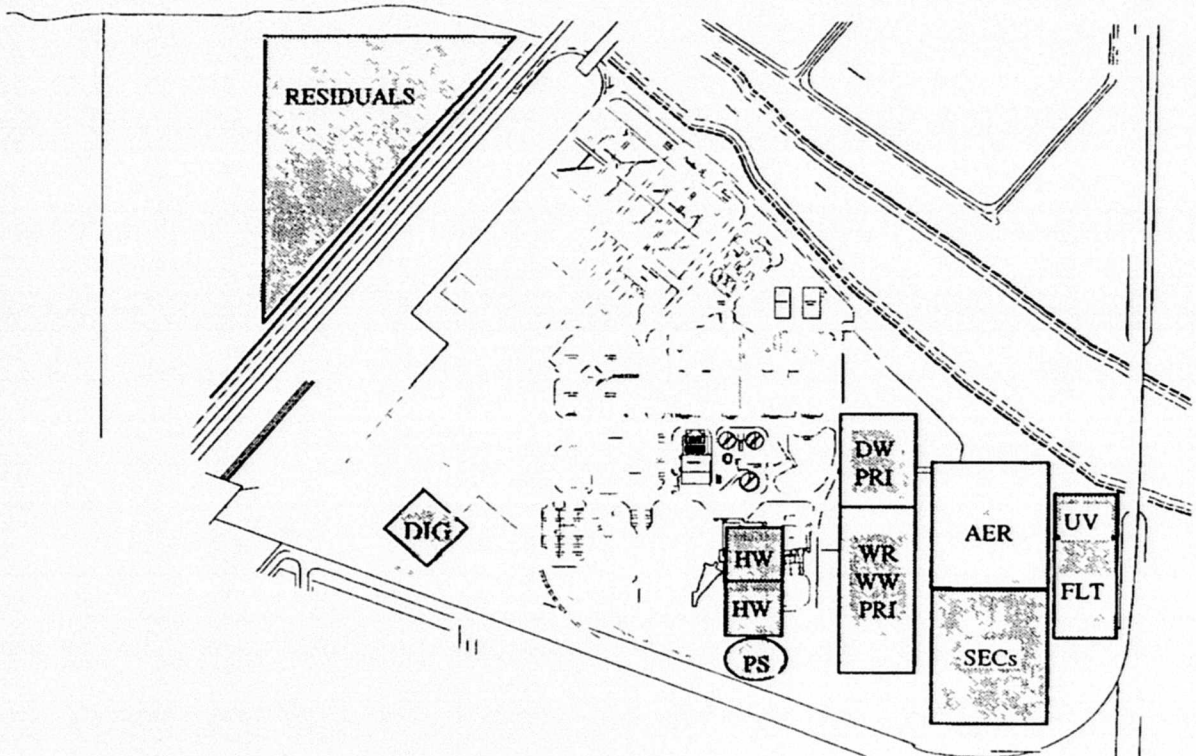 RESIDUALS
DW
PRI
UV
AER
DIG
HW
WR
WW
PRI
FLT
HW
SECs
PS